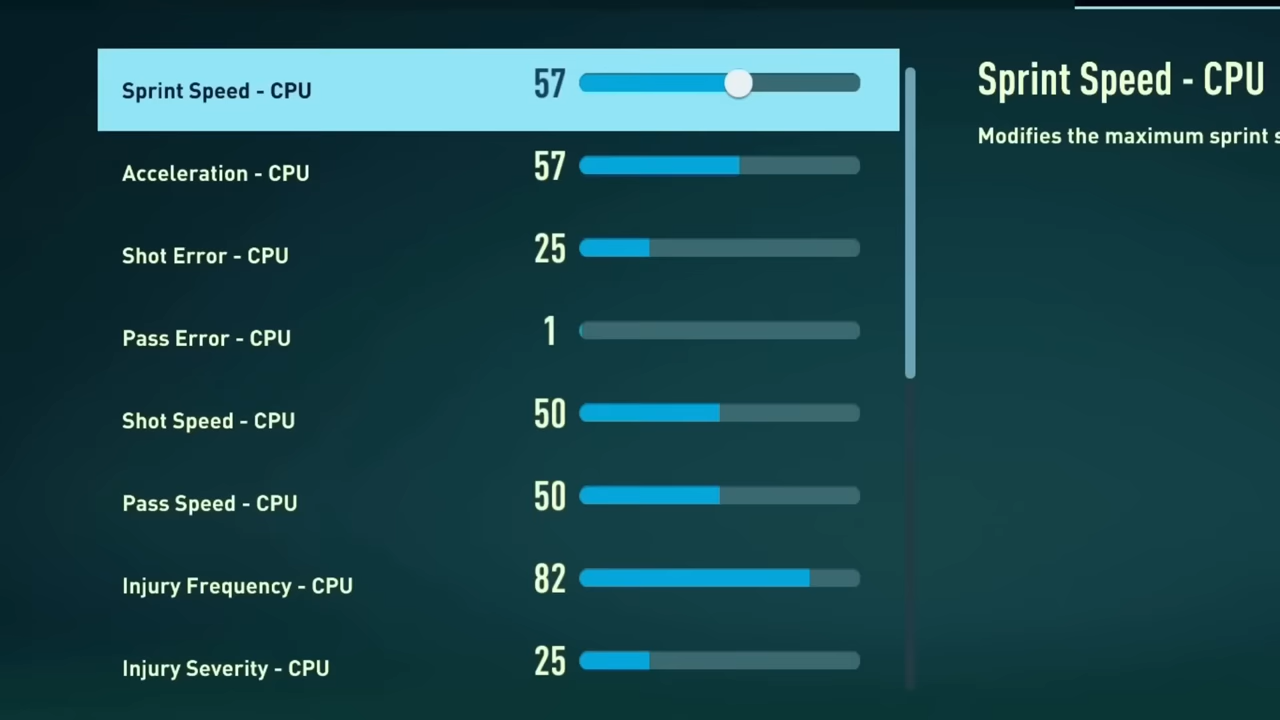 Sprint Speed - CPU 57
Acceleration - CPU 57
Shot Error - CPU 25
Pass Error - CPU 1
Shot Speed - CPU 50
Pass Speed - CPU 50
Injury Frequency - CPU 82
Injury Severity - CPU 25
Sprint Speed - CPU
Modifies the maximum sprint